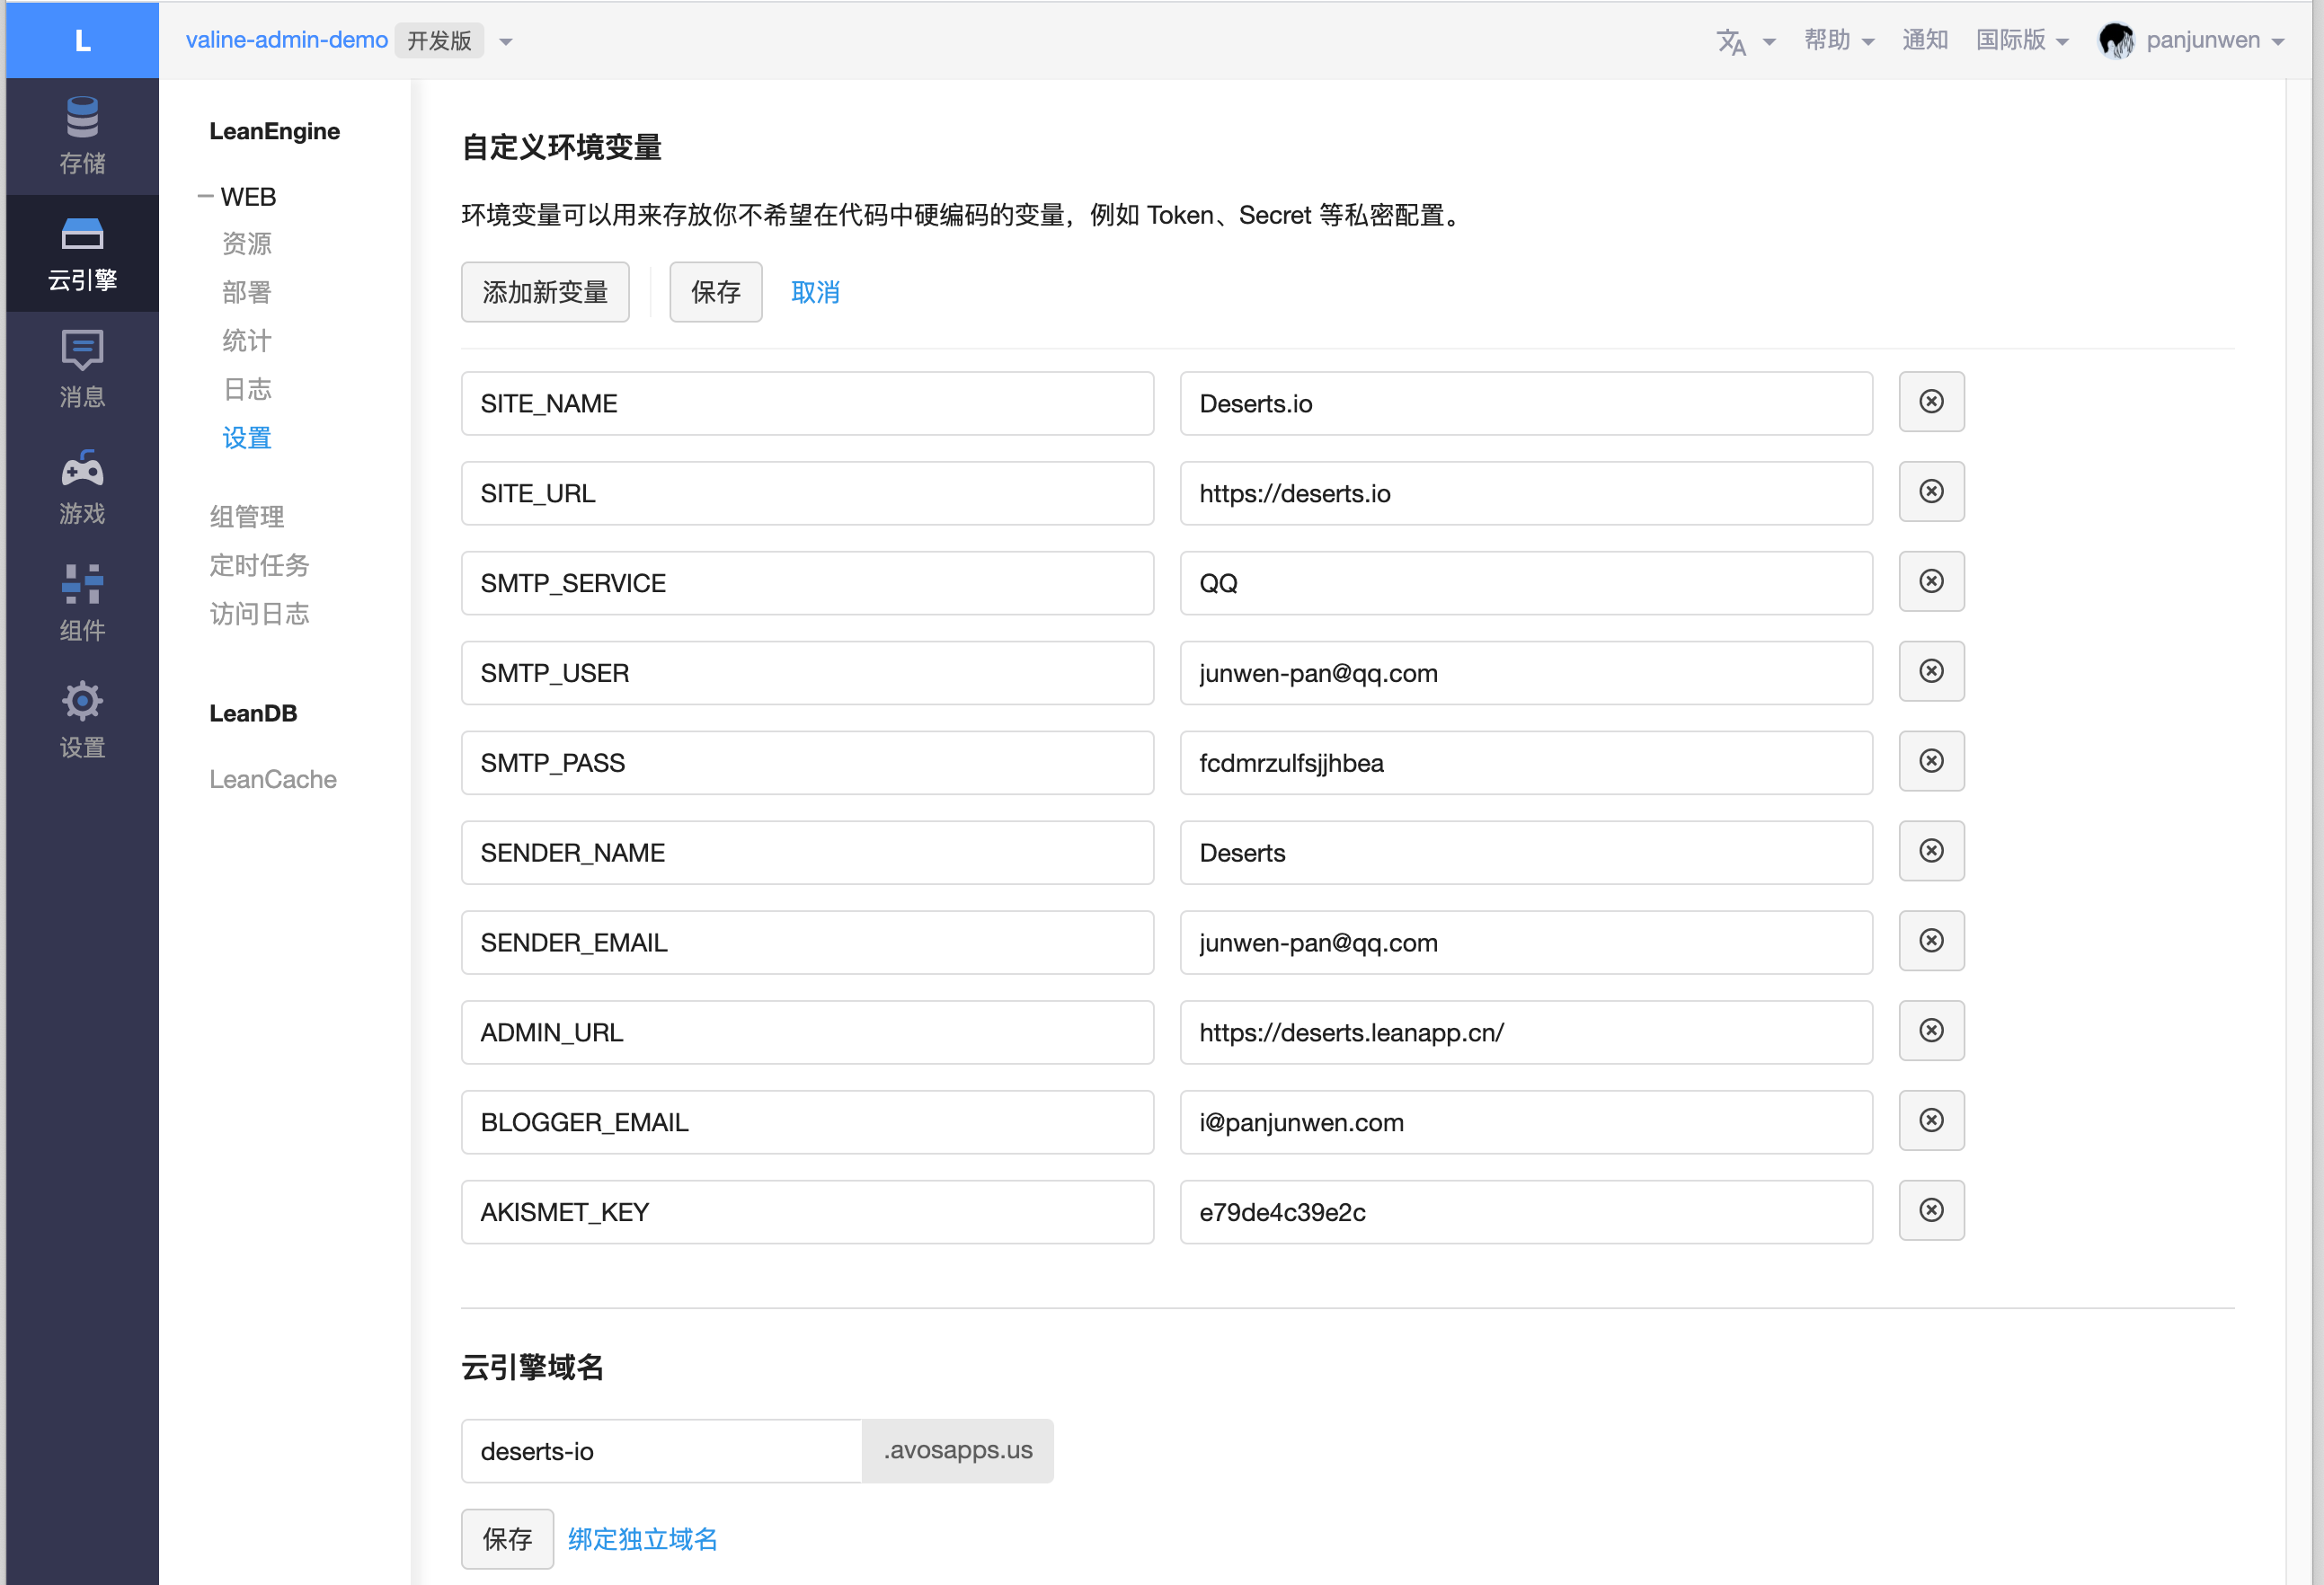 L
valine-admin-demo 开发版
文A 帮助 通知 国际版 panjunwen
存储
云引擎
消息
游戏
组件
设置
LeanEngine
WEB
资源
部署
统计
日志
设置
组管理
定时任务
访问日志
LeanDB
LeanCache
自定义环境变量
环境变量可以用来存放你不希望在代码中硬编码的变量，例如 Token、Secret 等私密配置。
添加新变量 保存 取消
SITE_NAME Deserts.io
SITE_URL https://deserts.io
SMTP_SERVICE QQ
SMTP_USER junwen-pan@qq.com
SMTP_PASS fcdmrzulfsjjhbea
SENDER_NAME Deserts
SENDER_EMAIL junwen-pan@qq.com
ADMIN_URL https://deserts.leanapp.cn/
BLOGGER_EMAIL i@panjunwen.com
AKISMET_KEY e79de4c39e2c
云引擎域名
deserts-io .avosapps.us
保存 绑定独立域名